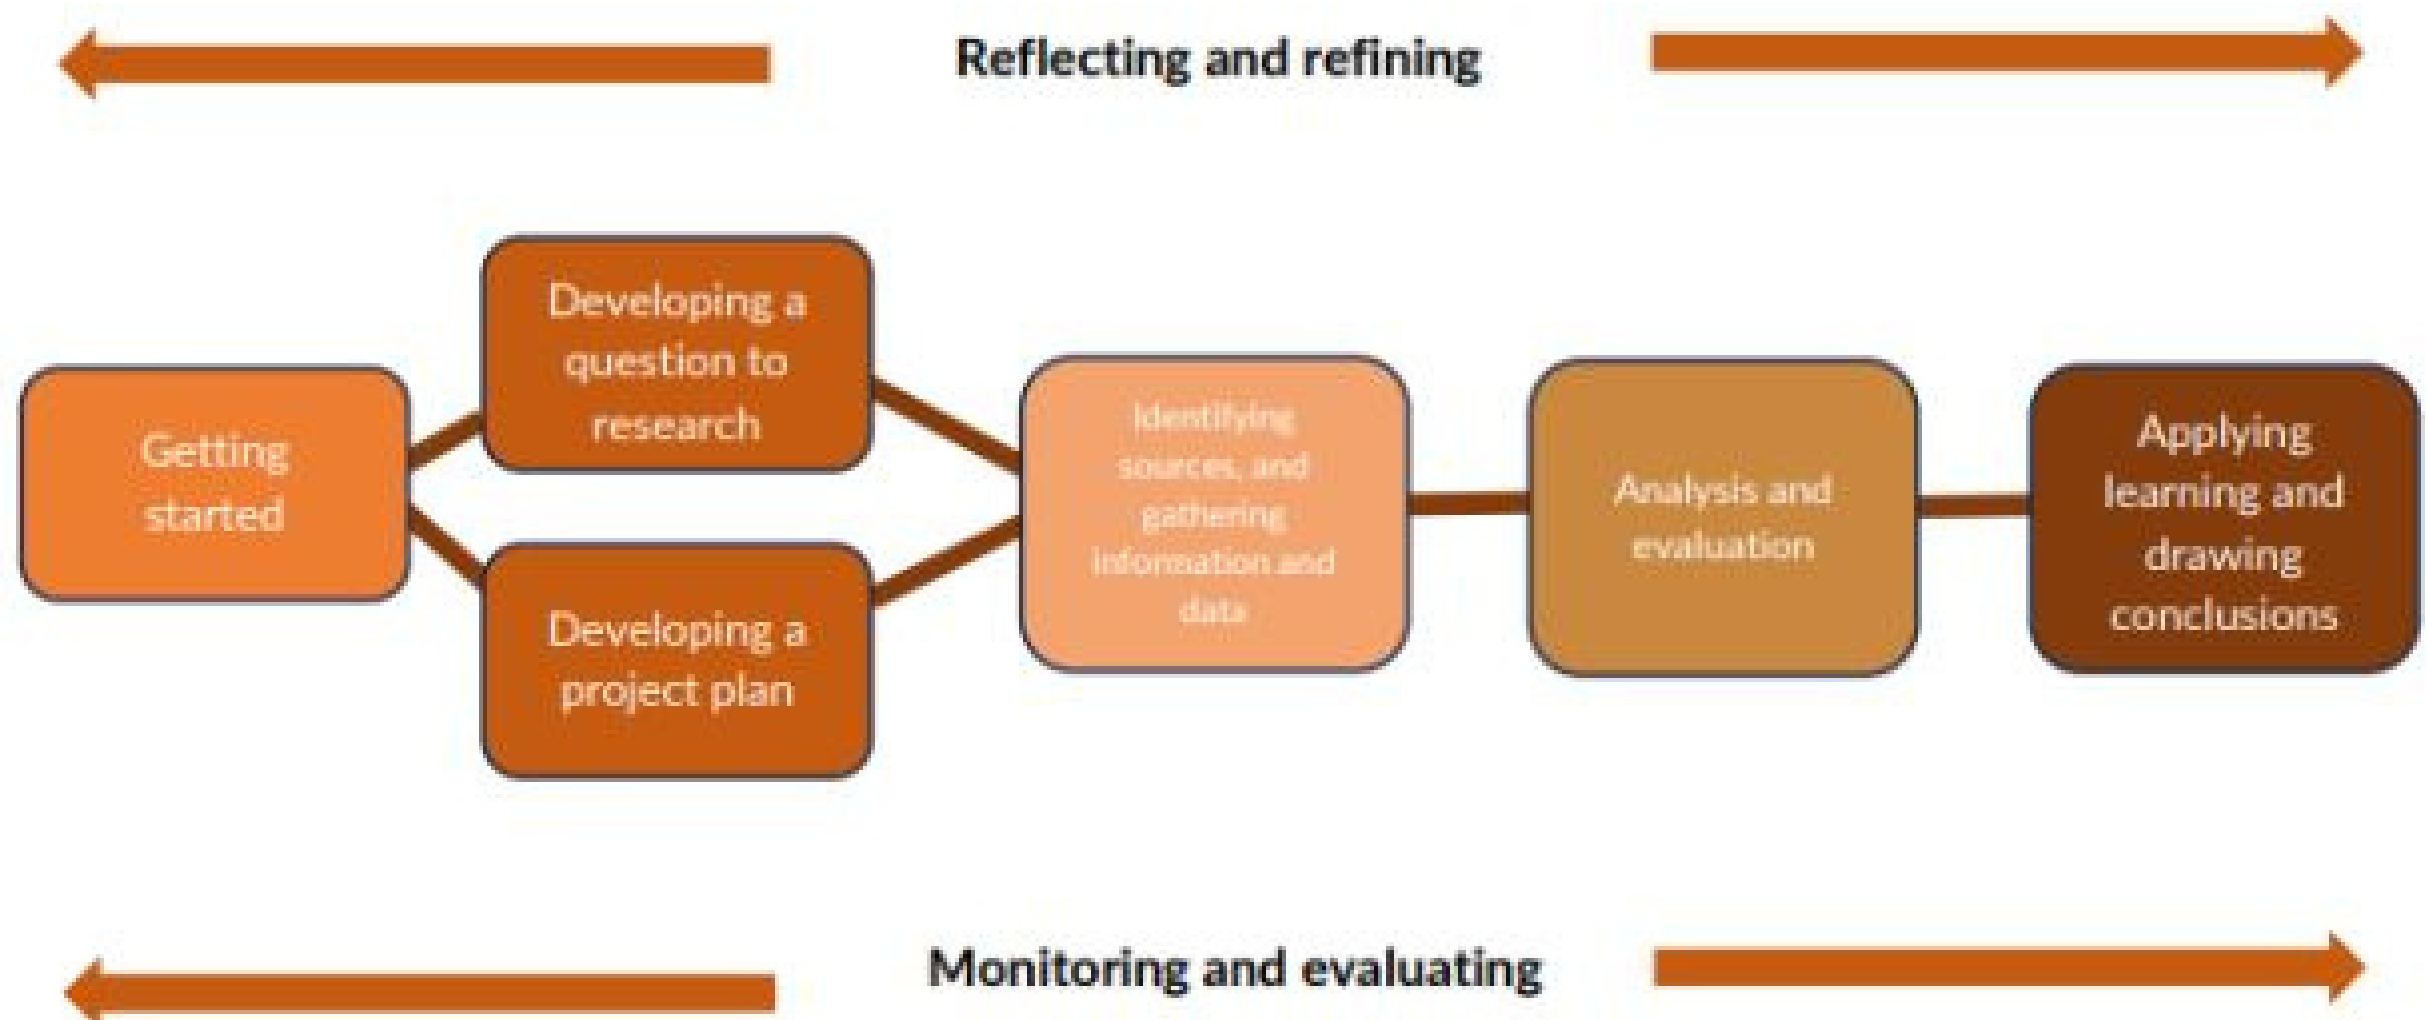 Reflecting and refining
Getting
started
Developing a
question to
research
Developing a
project plan
Identifying
sources, and
gathering
information and
data
Analysis and
evaluation
Applying
learning and
drawing
conclusions
Monitoring and evaluating